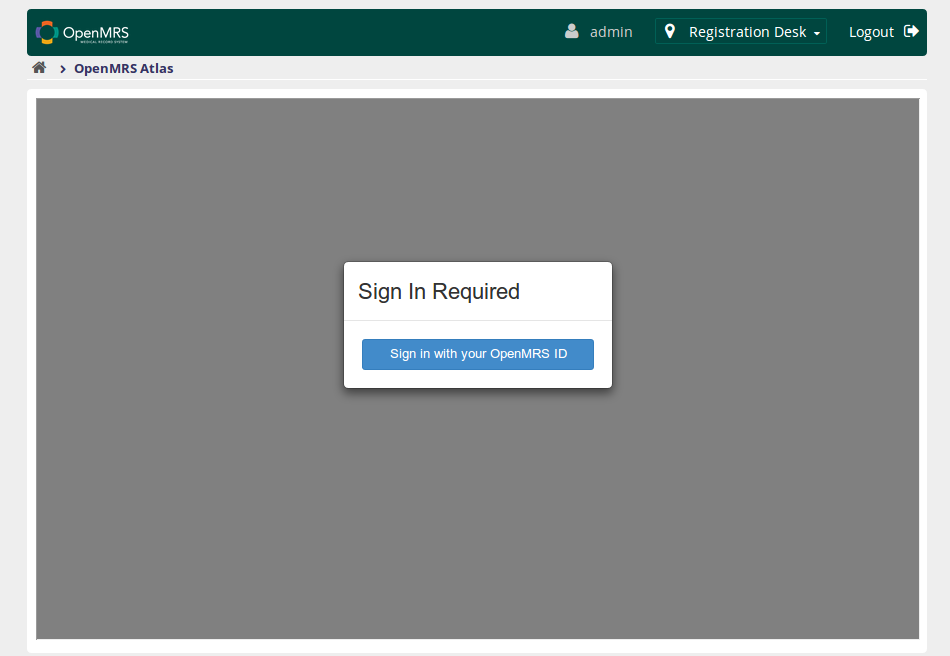 OpenMRS
MEDICAL RECORD SYSTEM
admin
Registration Desk
Logout
OpenMRS Atlas
Sign In Required
Sign in with your OpenMRS ID